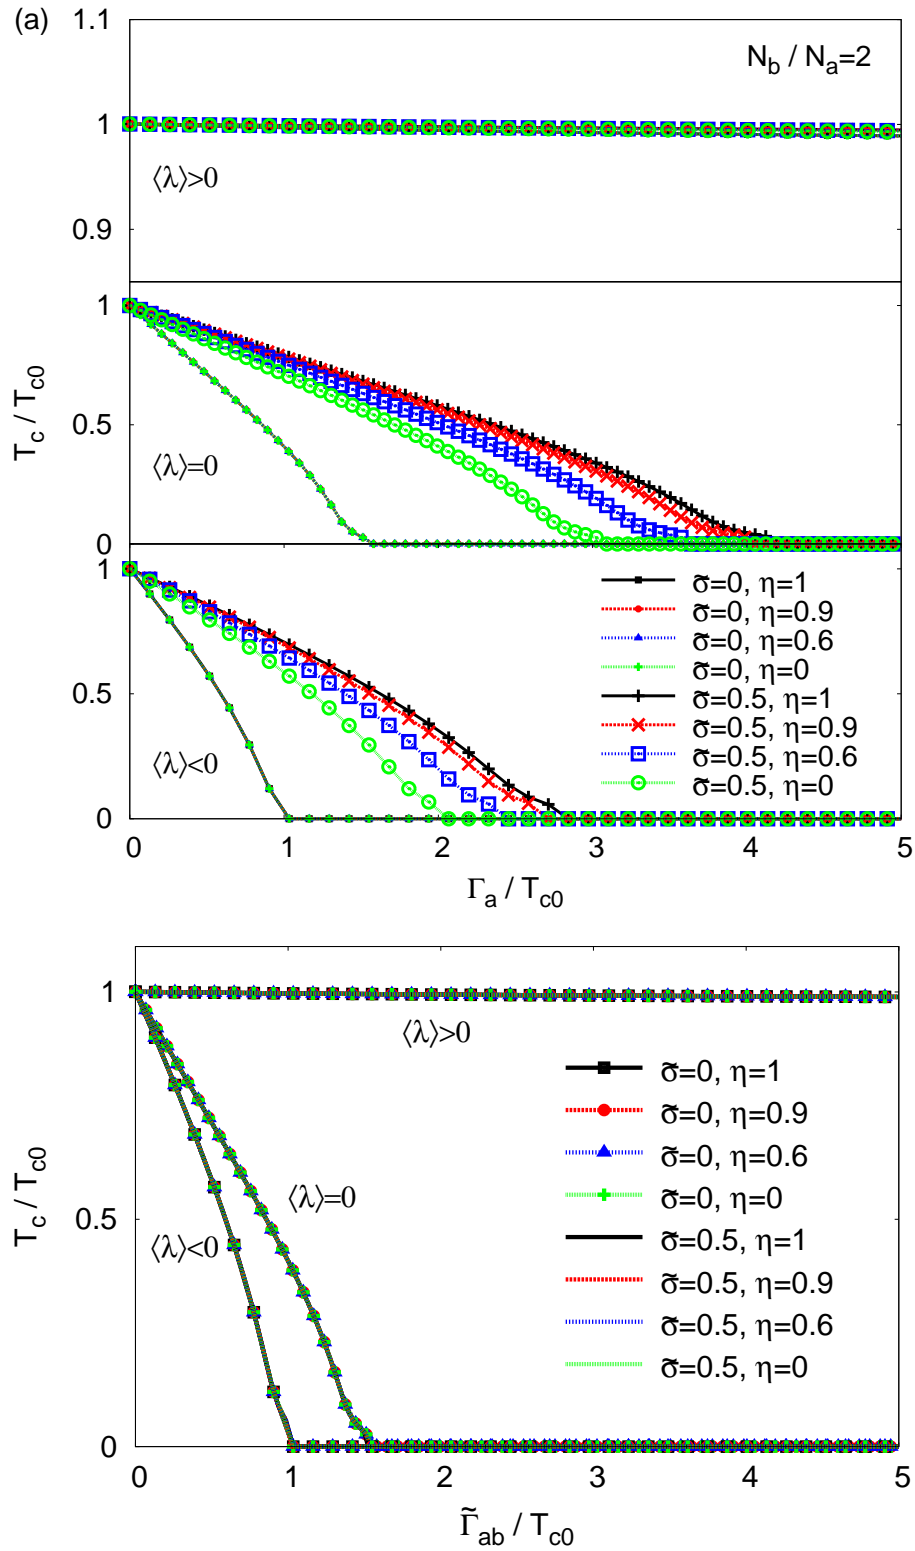 (a)
1.1
N_b / N_a=2
1
⟨λ⟩>0
0.9
T_c / T_c0
1
0.5
⟨λ⟩=0
0
1
σ̃=0, η=1
σ̃=0, η=0.9
σ̃=0, η=0.6
σ̃=0, η=0
0.5
σ̃=0.5, η=1
σ̃=0.5, η=0.9
⟨λ⟩<0
σ̃=0.5, η=0.6
σ̃=0.5, η=0
0
0 1 2 3 4 5
Γ_a / T_c0
1
⟨λ⟩>0
σ̃=0, η=1
σ̃=0, η=0.9
σ̃=0, η=0.6
T_c / T_c0
⟨λ⟩=0
σ̃=0, η=0
0.5
⟨λ⟩<0
σ̃=0.5, η=1
σ̃=0.5, η=0.9
σ̃=0.5, η=0.6
σ̃=0.5, η=0
0
0 1 2 3 4 5
Γ̃_ab / T_c0